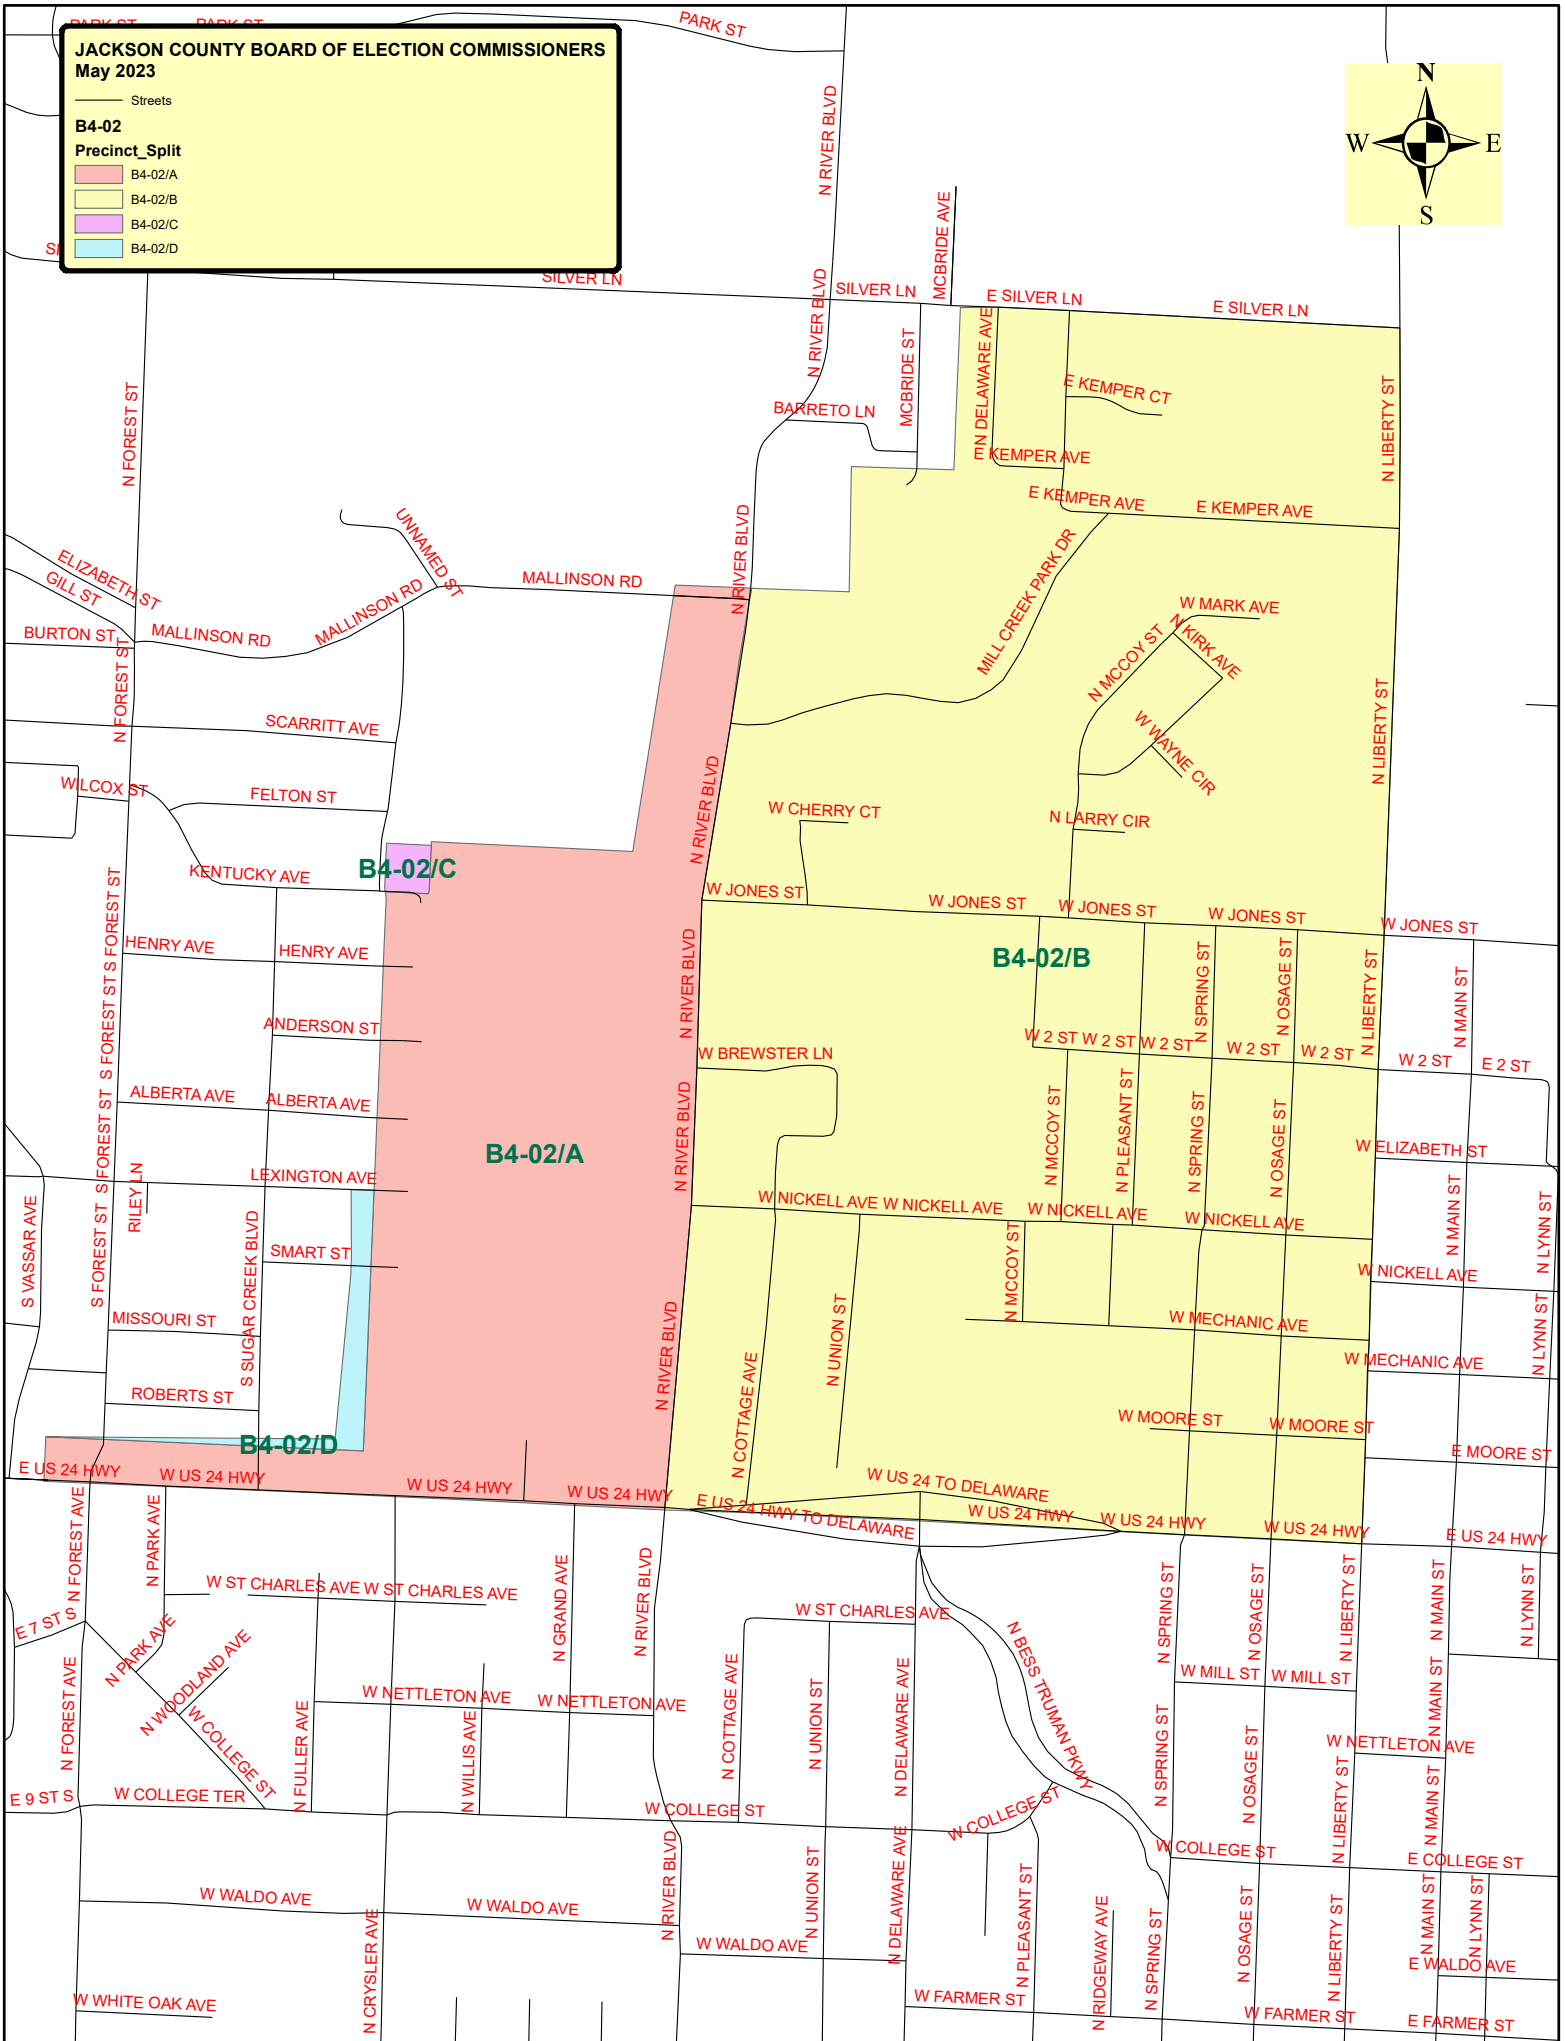 PARK ST
PARK ST
PARK ST
JACKSON COUNTY BOARD OF ELECTION COMMISSIONERS
May 2023
Streets
B4-02
Precinct_Split
B4-02/A
B4-02/B
B4-02/C
B4-02/D
N
W
E
S
N RIVER BLVD
MCBRIDE AVE
SILVER LN
N RIVER BLVD
SILVER LN
E SILVER LN
E SILVER LN
N FOREST ST
MCBRIDE ST
N DELAWARE AVE
E KEMPER CT
N LIBERTY ST
BARRETO LN
E KEMPER AVE
E KEMPER AVE
E KEMPER AVE
UNNAMED ST
N RIVER BLVD
MILL CREEK PARK DR
ELIZABETH ST
GILL ST
MALLINSON RD
MALLINSON RD
MALLINSON RD
BURTON ST
N FOREST ST
W MARK AVE
N KIRK AVE
N MCCOY ST
W WAYNE CIR
N LIBERTY ST
SCARRITT AVE
WILCOX ST
FELTON ST
N RIVER BLVD
W CHERRY CT
N LARRY CIR
B4-02/C
KENTUCKY AVE
W JONES ST
W JONES ST
W JONES ST
W JONES ST
W JONES ST
S FOREST ST
HENRY AVE
HENRY AVE
N RIVER BLVD
B4-02/B
N SPRING ST
N OSAGE ST
N LIBERTY ST
N MAIN ST
S FOREST ST
ANDERSON ST
W BREWSTER LN
W 2 ST
W 2 ST
W 2 ST
W 2 ST
W 2 ST
W 2 ST
E 2 ST
ALBERTA AVE
ALBERTA AVE
S FOREST ST
N RIVER BLVD
N MCCOY ST
N PLEASANT ST
N SPRING ST
N OSAGE ST
B4-02/A
W ELIZABETH ST
LEXINGTON AVE
RILEY LN
S VASSAR AVE
S FOREST ST
W NICKELL AVE
W NICKELL AVE
W NICKELL AVE
W NICKELL AVE
N MAIN ST
N LYNN ST
S SUGAR CREEK BLVD
SMART ST
N MCCOY ST
W NICKELL AVE
MISSOURI ST
N RIVER BLVD
N UNION ST
W MECHANIC AVE
N LYNN ST
W MECHANIC AVE
ROBERTS ST
N COTTAGE AVE
W MOORE ST
W MOORE ST
E MOORE ST
B4-02/D
E US 24 HWY
W US 24 HWY
W US 24 HWY
W US 24 HWY
W US 24 TO DELAWARE
E US 24 HWY TO DELAWARE
W US 24 HWY
W US 24 HWY
W US 24 HWY
E US 24 HWY
N FOREST AVE
N PARK AVE
N GRAND AVE
N RIVER BLVD
W ST CHARLES AVE
W ST CHARLES AVE
W ST CHARLES AVE
N BESS TRUMAN PKWY
N SPRING ST
N OSAGE ST
N LIBERTY ST
N MAIN ST
N LYNN ST
E 7 ST S
N PARK AVE
N WOODLAND AVE
N FOREST AVE
W MILL ST
W MILL ST
W NETTLETON AVE
W NETTLETON AVE
N COTTAGE AVE
N UNION ST
N DELAWARE AVE
N MAIN ST
W COLLEGE ST
N FULLER AVE
N WILLIS AVE
N SPRING ST
N OSAGE ST
N LIBERTY ST
W NETTLETON AVE
E 9 ST S
W COLLEGE TER
W COLLEGE ST
W COLLEGE ST
N MAIN ST
N RIVER BLVD
N UNION ST
N DELAWARE AVE
W COLLEGE ST
E COLLEGE ST
W WALDO AVE
W WALDO AVE
W WALDO AVE
N PLEASANT ST
N RIDGEWAY AVE
N SPRING ST
N OSAGE ST
N LIBERTY ST
N MAIN ST
N LYNN ST
E WALDO AVE
N CRYSLER AVE
W WHITE OAK AVE
W FARMER ST
W FARMER ST
E FARMER ST